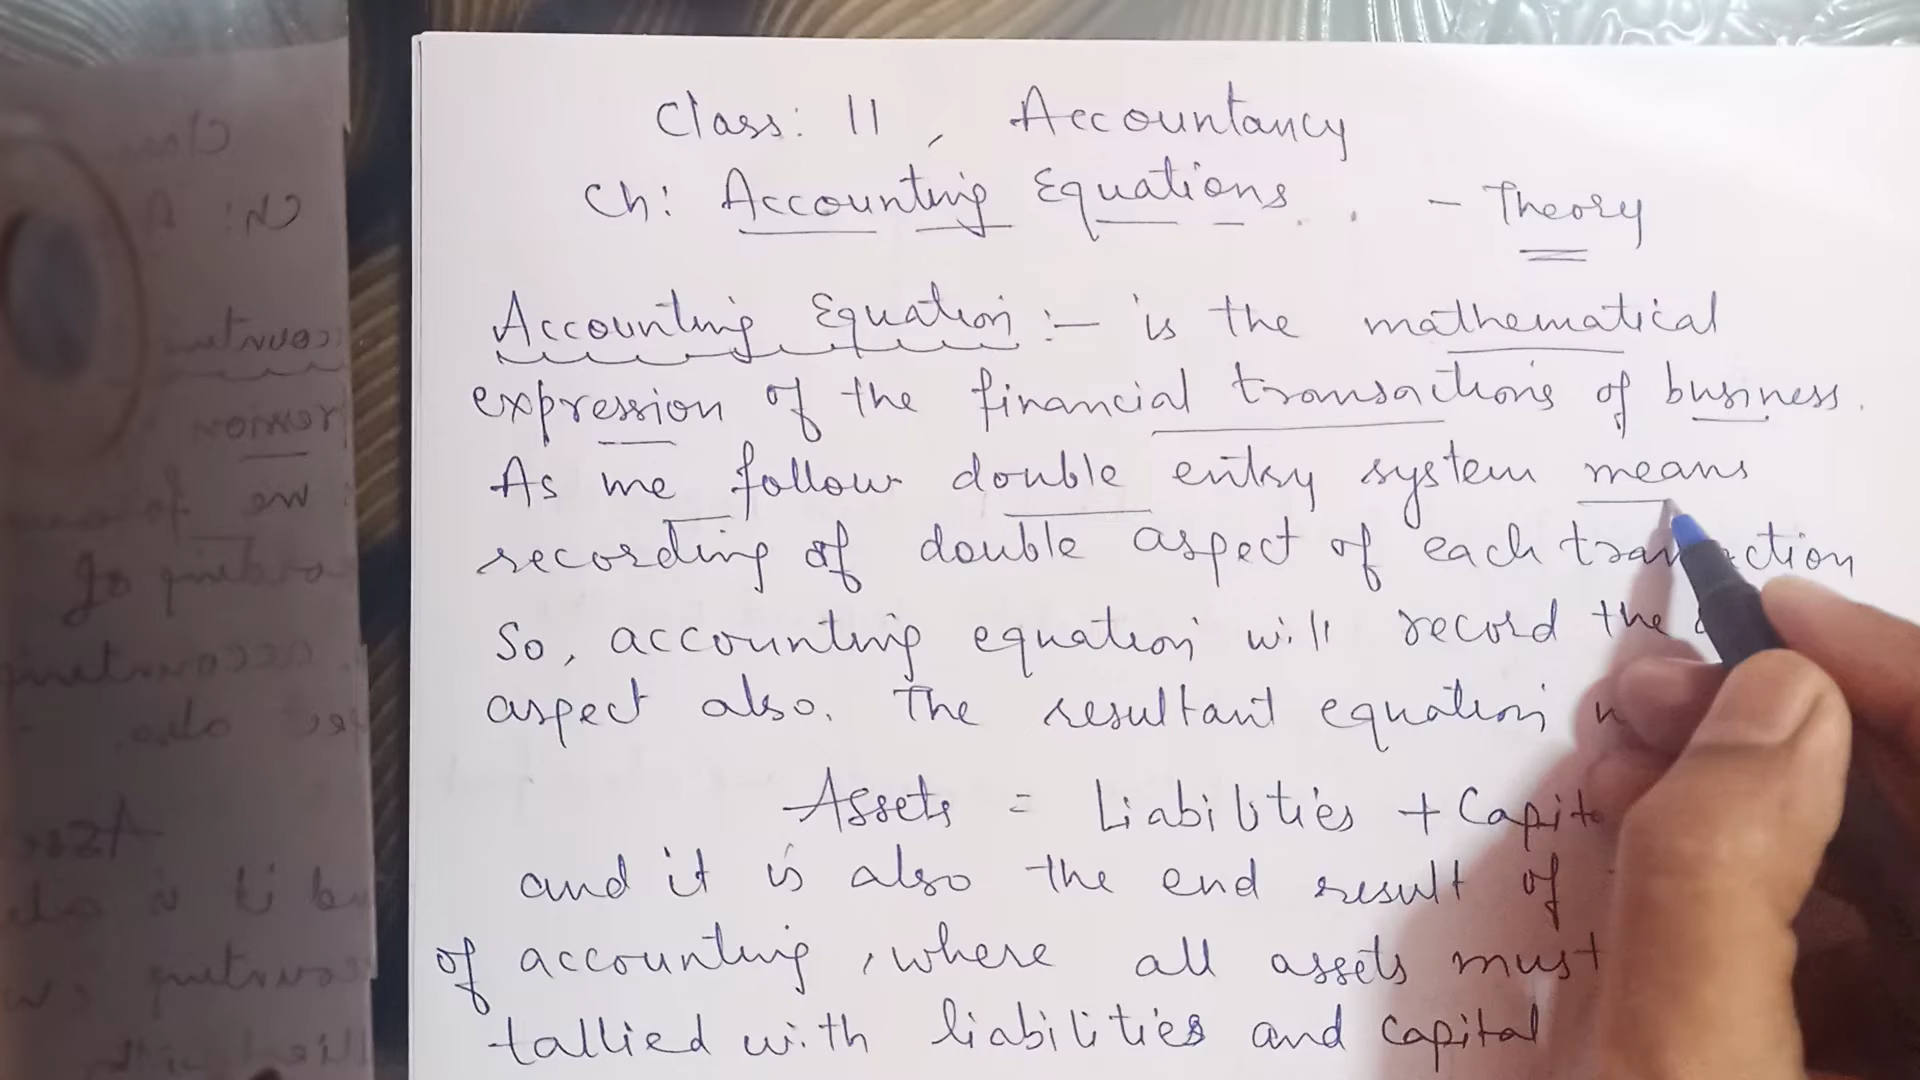 Class: 11, Accountancy
Ch: Accounting Equations. - Theory
Accounting Equation :- is the mathematical
expression of the financial transactions of business.
As we follow double entry system means
recording of double aspect of each
So, accounting equation will record the
aspect also. The resultant equation
Assets = Liabilities +
and it is also the end result of
of accounting, where all assets must
tallied with liabilities and capital